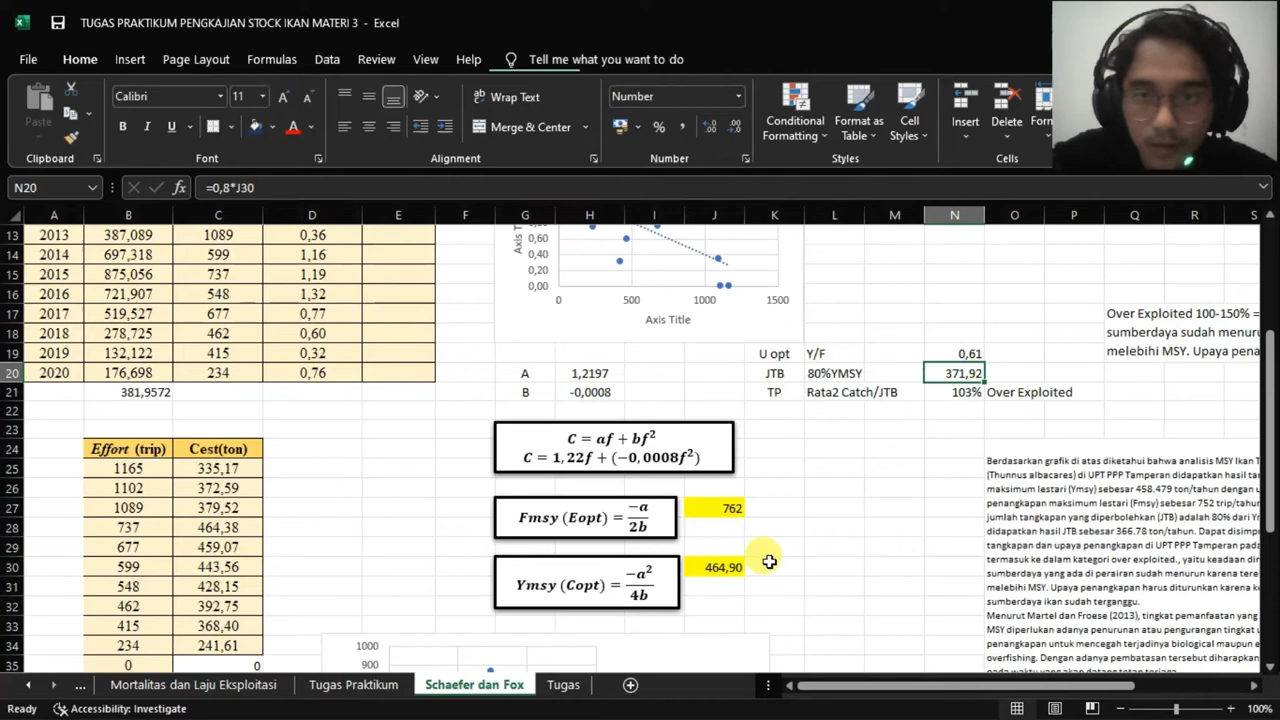 TUGAS PRAKTIKUM PENGKAJIAN STOCK IKAN MATERI 3 - Excel
File Home Insert Page Layout Formulas Data Review View Help Tell me what you want to do
Paste
Clipboard
Calibri 11
B I U
Font
Wrap Text
Merge & Center
Alignment
Number
Number
Conditional Formatting
Format as Table
Cell Styles
Styles
Insert
Delete
Cells
N20 fx =0,8*J30
A B C D E F G H I J K L M N O P Q R S
13 2013 387,089 1089 0,36
14 2014 697,318 599 1,16
15 2015 875,056 737 1,19
16 2016 721,907 548 1,32
17 2017 519,527 677 0,77
18 2018 278,725 462 0,60
19 2019 132,122 415 0,32
20 2020 176,698 234 0,76
21 381,9572
22
23
24 Effort (trip) Cest(ton)
25 1165 335,17
26 1102 372,59
27 1089 379,52
28 737 464,38
29 677 459,07
30 599 443,56
31 548 428,15
32 462 392,75
33 415 368,40
34 234 241,61
35 0 0
0,60
0,40
0,20
0,00
0 500 1000 1500
Axis Title
U opt Y/F 0,61
A 1,2197 JTB 80%YMSY 371,92
B -0,0008 TP Rata2 Catch/JTB 103% Over Exploited
C = af + bf²
C = 1,22f + (−0,0008f²)
Fmsy (Eopt) = −a/2b 762
Ymsy (Copt) = −a²/4b 464,90
1000
900
Over Exploited 100-150% =
sumberdaya sudah menuru
melebihi MSY. Upaya pena
Berdasarkan grafik di atas diketahui bahwa analisis MSY Ikan T
(Thunnus albacares) di UPT PPP Tamperan didapatkan hasil ta
maksimum lestari (Ymsy) sebesar 458.479 ton/tahun dengan u
penangkapan maksimum lestari (Fmsy) sebesar 752 trip/tahun
jumlah tangkapan yang diperbolehkan (JTB) adalah 80% dari Y
didapatkan hasil JTB sebesar 366.78 ton/tahun. Dapat disimpu
tangkapan dan upaya penangkapan di UPT PPP Tamperan pada
termasuk ke dalam kategori over exploited., yaitu keadaan di
sumberdaya yang ada di perairan sudah menurun karena tere
melebihi MSY. Upaya penangkapan harus diturunkan karena k
sumberdaya ikan sudah terganggu.
Menurut Martel dan Froese (2013), tingkat pemanfaatan yang
MSY diperlukan adanya penurunan atau pengurangan tingkat u
penangkapan untuk mencegah terjadinya biological maupun e
overfishing. Dengan adanya pembatasan tersebut diharapkan
... Mortalitas dan Laju Eksploitasi Tugas Praktikum Schaefer dan Fox Tugas
Ready Accessibility: Investigate 100%